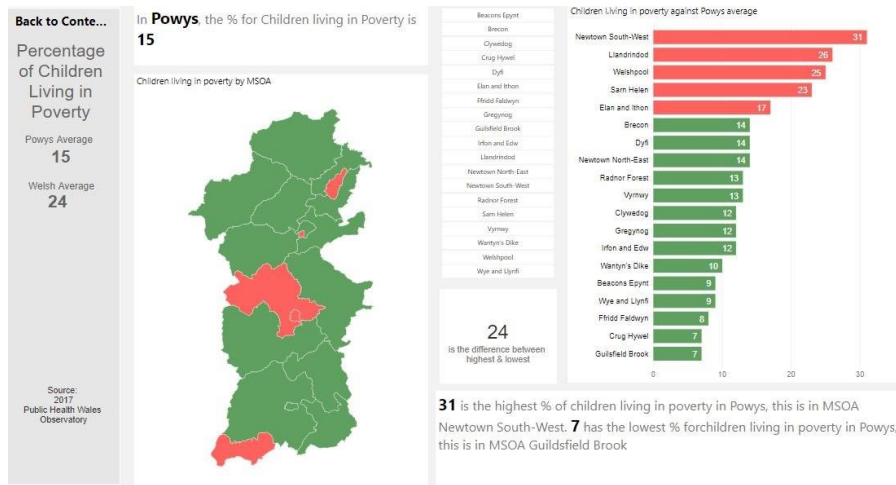 Back to Conte...
Percentage
of Children
Living in
Poverty
Powys Average
15
Welsh Average
24
Source:
2017
Public Health Wales
Observatory
In Powys, the % for Children living in Poverty is
15
Children living in poverty by MSOA
Beacons Epynt
Brecon
Clywedog
Crug Hywel
Dyfi
Elan and Ithon
Ffridd Faldwyn
Gregynog
Guilsfield Brook
Irfon and Edw
Llandrindod
Newtown North-East
Newtown South-West
Radnor Forest
Sarn Helen
Vyrnwy
Wantyn's Dike
Welshpool
Wye and Llynfi
24
is the difference between
highest & lowest
Children Living in poverty against Powys average
Newtown South-West 31
Llandrindod 26
Welshpool 25
Sarn Helen 23
Elan and Ithon 17
Brecon 14
Dyfi 14
Newtown North-East 14
Radnor Forest 13
Vyrnwy 13
Clywedog 12
Gregynog 12
Irfon and Edw 12
Wantyn's Dike 10
Beacons Epynt 9
Wye and Llynfi 9
Ffridd Faldwyn 8
Crug Hywel 7
Guilsfield Brook 7
0 10 20 30
31 is the highest % of children living in poverty in Powys, this is in MSOA
Newtown South-West. 7 has the lowest % forchildren living in poverty in Powys,
this is in MSOA Guildsfield Brook